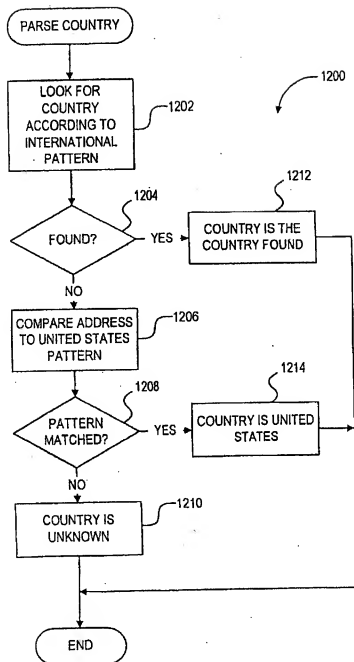 PARSE COUNTRY
1200
LOOK FOR
COUNTRY
ACCORDING TO
INTERNATIONAL
PATTERN
1202
1204
FOUND?
YES
1212
COUNTRY IS THE
COUNTRY FOUND
NO
COMPARE ADDRESS
TO UNITED STATES
PATTERN
1206
1208
PATTERN
MATCHED?
YES
1214
COUNTRY IS UNITED
STATES
NO
1210
COUNTRY IS
UNKNOWN
END